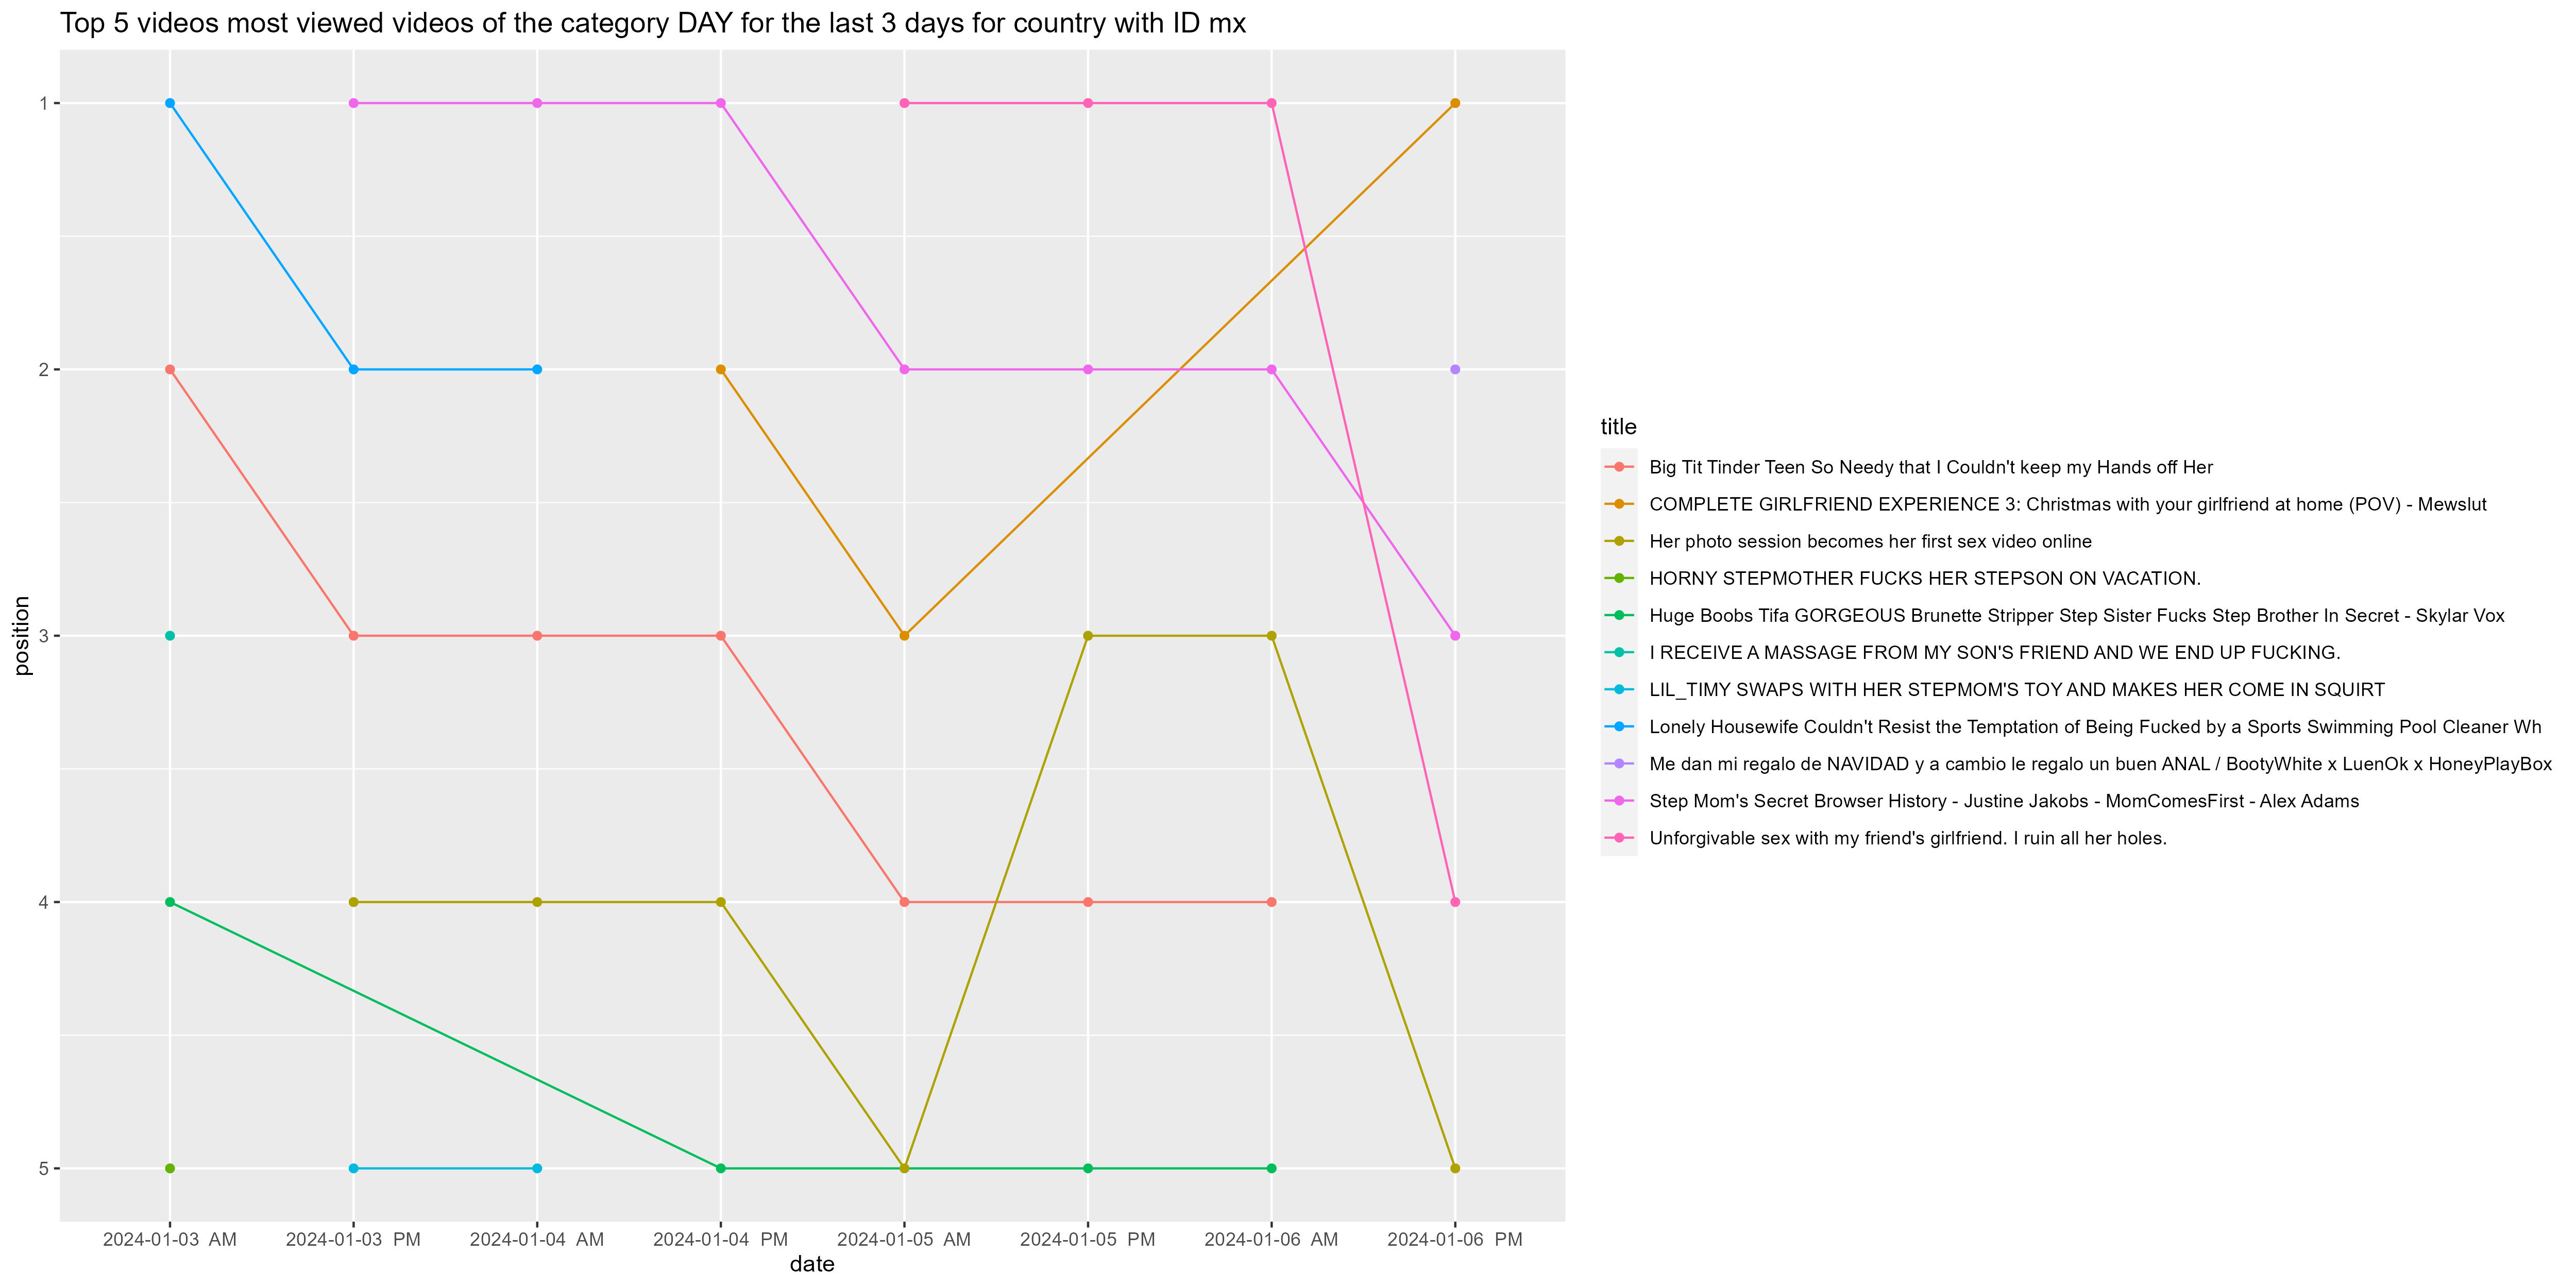 Top 5 videos most viewed videos of the category DAY for the last 3 days for country with ID mx
position
1
2
3
4
5
2024-01-03 AM
2024-01-03 PM
2024-01-04 AM
2024-01-04 PM
2024-01-05 AM
2024-01-05 PM
2024-01-06 AM
2024-01-06 PM
date
title
Big Tit Tinder Teen So Needy that I Couldn't keep my Hands off Her
COMPLETE GIRLFRIEND EXPERIENCE 3: Christmas with your girlfriend at home (POV) - Mewslut
Her photo session becomes her first sex video online
HORNY STEPMOTHER FUCKS HER STEPSON ON VACATION.
Huge Boobs Tifa GORGEOUS Brunette Stripper Step Sister Fucks Step Brother In Secret - Skylar Vox
I RECEIVE A MASSAGE FROM MY SON'S FRIEND AND WE END UP FUCKING.
LIL_TIMY SWAPS WITH HER STEPMOM'S TOY AND MAKES HER COME IN SQUIRT
Lonely Housewife Couldn't Resist the Temptation of Being Fucked by a Sports Swimming Pool Cleaner Wh
Me dan mi regalo de NAVIDAD y a cambio le regalo un buen ANAL / BootyWhite x LuenOk x HoneyPlayBox
Step Mom's Secret Browser History - Justine Jakobs - MomComesFirst - Alex Adams
Unforgivable sex with my friend's girlfriend. I ruin all her holes.